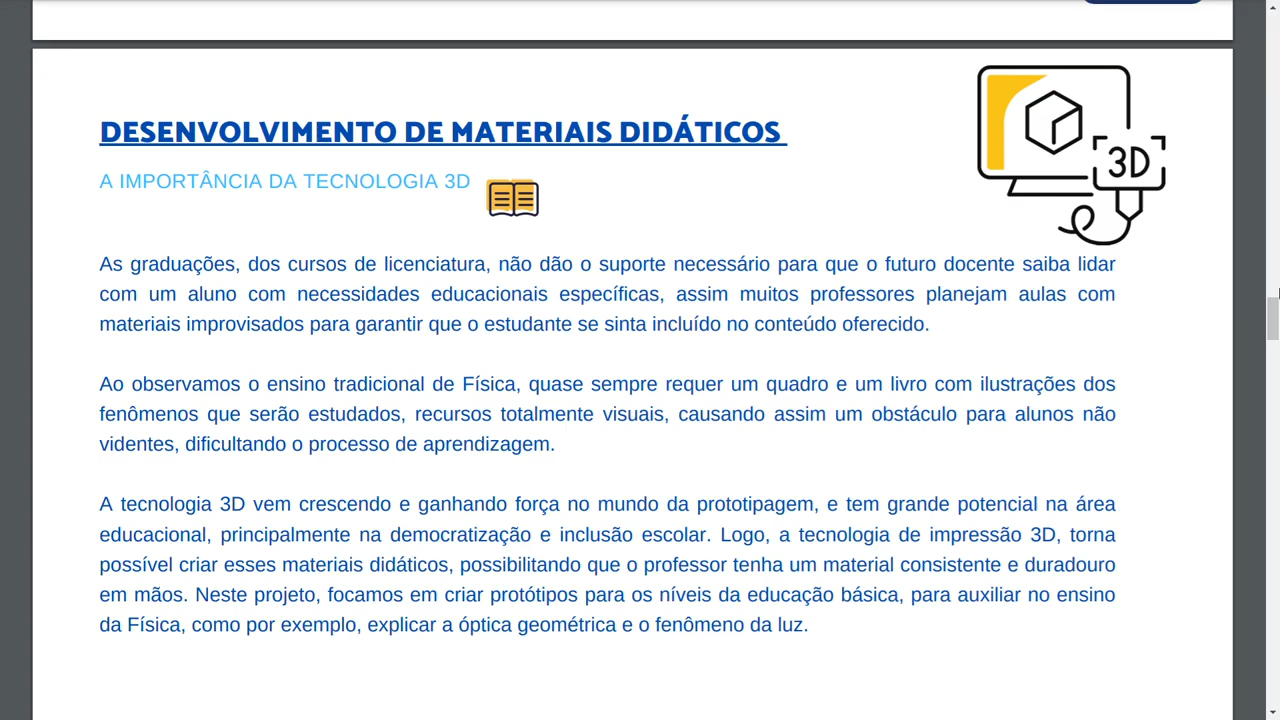 DESENVOLVIMENTO DE MATERIAIS DIDÁTICOS
A IMPORTÂNCIA DA TECNOLOGIA 3D
3D
As graduações, dos cursos de licenciatura, não dão o suporte necessário para que o futuro docente saiba lidar
com um aluno com necessidades educacionais específicas, assim muitos professores planejam aulas com
materiais improvisados para garantir que o estudante se sinta incluído no conteúdo oferecido.
Ao observamos o ensino tradicional de Física, quase sempre requer um quadro e um livro com ilustrações dos
fenômenos que serão estudados, recursos totalmente visuais, causando assim um obstáculo para alunos não
videntes, dificultando o processo de aprendizagem.
A tecnologia 3D vem crescendo e ganhando força no mundo da prototipagem, e tem grande potencial na área
educacional, principalmente na democratização e inclusão escolar. Logo, a tecnologia de impressão 3D, torna
possível criar esses materiais didáticos, possibilitando que o professor tenha um material consistente e duradouro
em mãos. Neste projeto, focamos em criar protótipos para os níveis da educação básica, para auxiliar no ensino
da Física, como por exemplo, explicar a óptica geométrica e o fenômeno da luz.